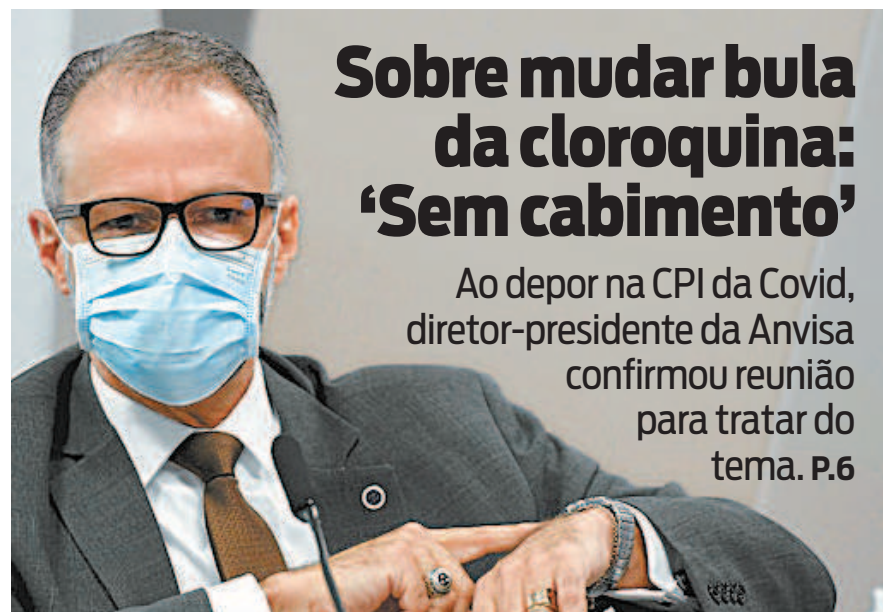 Sobre mudar bula
da cloroquina:
‘Sem cabimento’
Ao depor na CPI da Covid,
diretor-presidente da Anvisa
confirmou reunião
para tratar do
tema. P.6